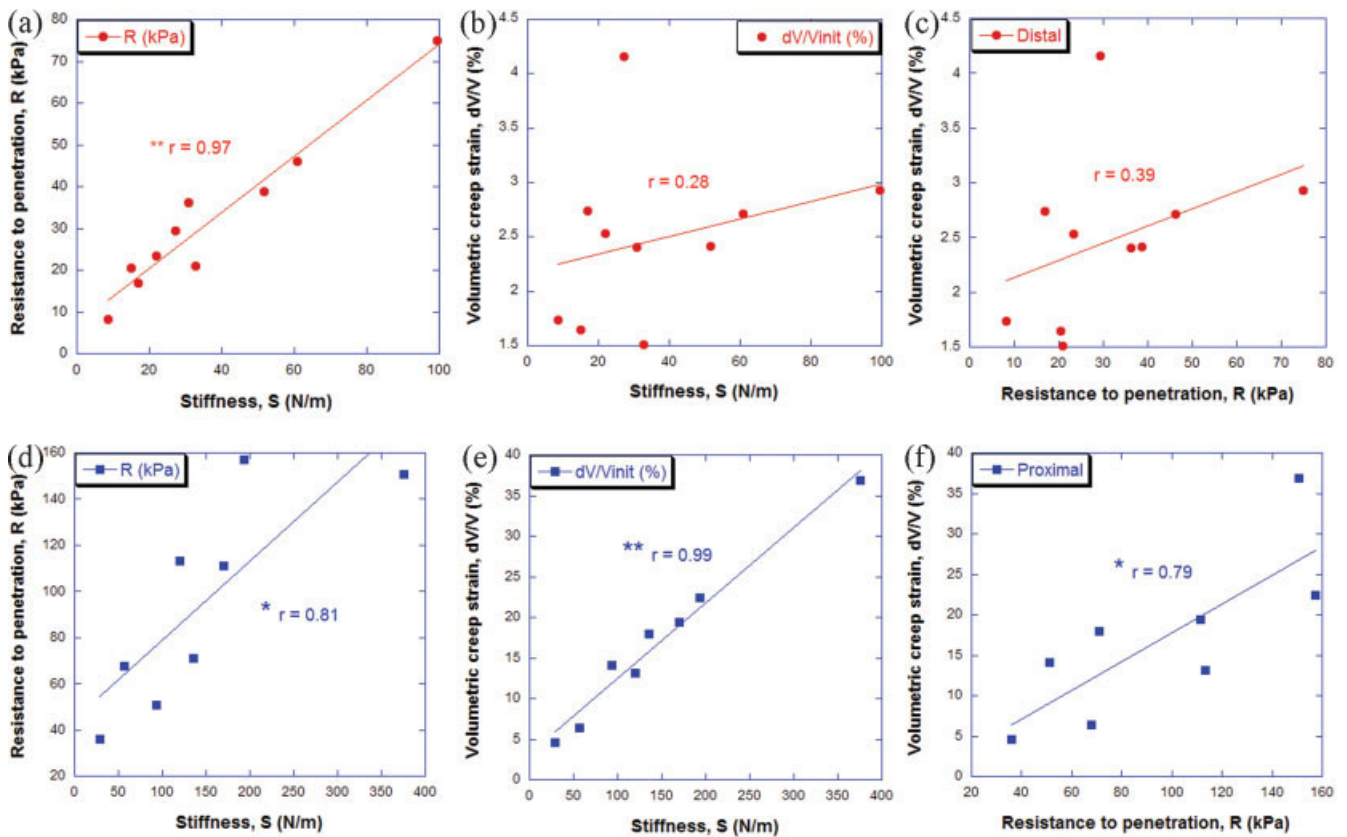 (a)
R (kPa)
** r = 0.97
Resistance to penetration, R (kPa)
80
70
60
50
40
30
20
10
0
0 20 40 60 80 100
Stiffness, S (N/m)
(b)
dV/Vinit (%)
r = 0.28
Volumetric creep strain, dV/V (%)
4.5
4
3.5
3
2.5
2
1.5
0 20 40 60 80 100
Stiffness, S (N/m)
(c)
Distal
r = 0.39
Volumetric creep strain, dV/V (%)
4.5
4
3.5
3
2.5
2
1.5
0 10 20 30 40 50 60 70 80
Resistance to penetration, R (kPa)
(d)
R (kPa)
* r = 0.81
Resistance to penetration, R (kPa)
160
140
120
100
80
60
40
20
0 50 100 150 200 250 300 350 400
Stiffness, S (N/m)
(e)
dV/Vinit (%)
** r = 0.99
Volumetric creep strain, dV/V (%)
40
35
30
25
20
15
10
5
0
0 50 100 150 200 250 300 350 400
Stiffness, S (N/m)
(f)
Proximal
* r = 0.79
Volumetric creep strain, dV/V (%)
40
35
30
25
20
15
10
5
0
20 40 60 80 100 120 140 160
Resistance to penetration, R (kPa)